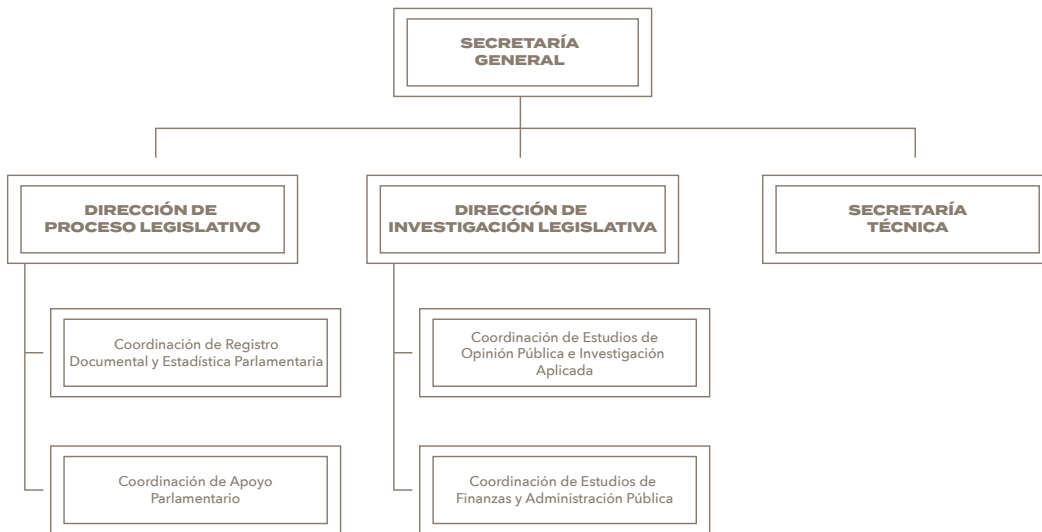 SECRETARÍA
GENERAL
DIRECCIÓN DE
PROCESO LEGISLATIVO
DIRECCIÓN DE
INVESTIGACIÓN LEGISLATIVA
SECRETARÍA
TÉCNICA
Coordinación de Registro
Documental y Estadística Parlamentaria
Coordinación de Estudios de
Opinión Pública e Investigación
Aplicada
Coordinación de Apoyo
Parlamentario
Coordinación de Estudios de
Finanzas y Administración Pública